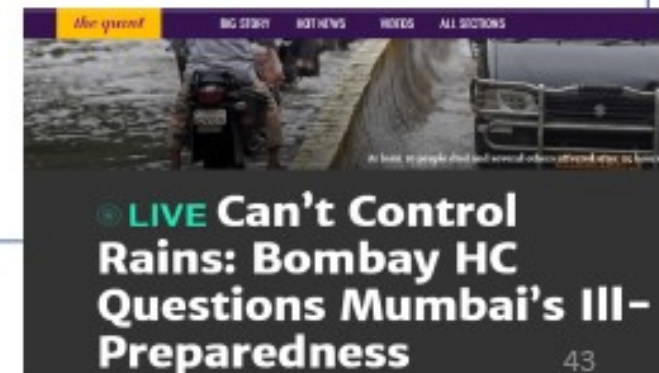 the quint BIG STORY HOT NEWS VIDEOS ALL SECTIONS
LIVE Can't Control
Rains: Bombay HC
Questions Mumbai's Ill-
Preparedness
43